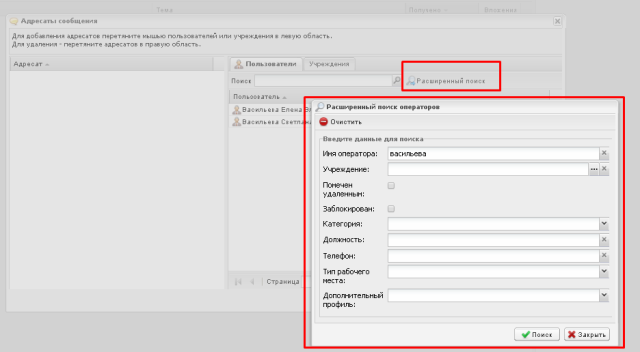 Тема
Получено
Вложения
Адресаты сообщения
Для добавления адресатов перетяните мышью пользователей или учреждения в левую область.
Для удаления - перетяните адресатов в правую область.
Адресат
Пользователи Учреждения
Поиск Расширенный поиск
Пользователь
Васильева Елена
Васильева Светлана
Страница
Расширенный поиск операторов
Очистить
Введите данные для поиска
Имя оператора: васильева
Учреждение:
Помечен
удаленным:
Заблокирован:
Категория:
Должность:
Телефон:
Тип рабочего
места:
Дополнительный
профиль:
Поиск Закрыть